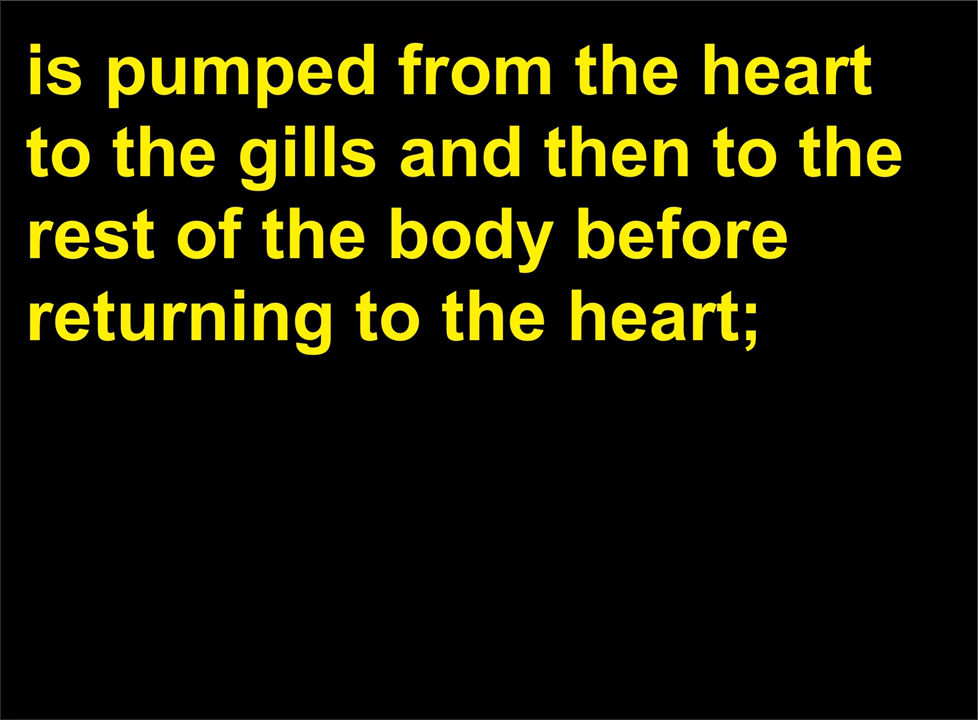 is pumped from the heart
to the gills and then to the
rest of the body before
returning to the heart;